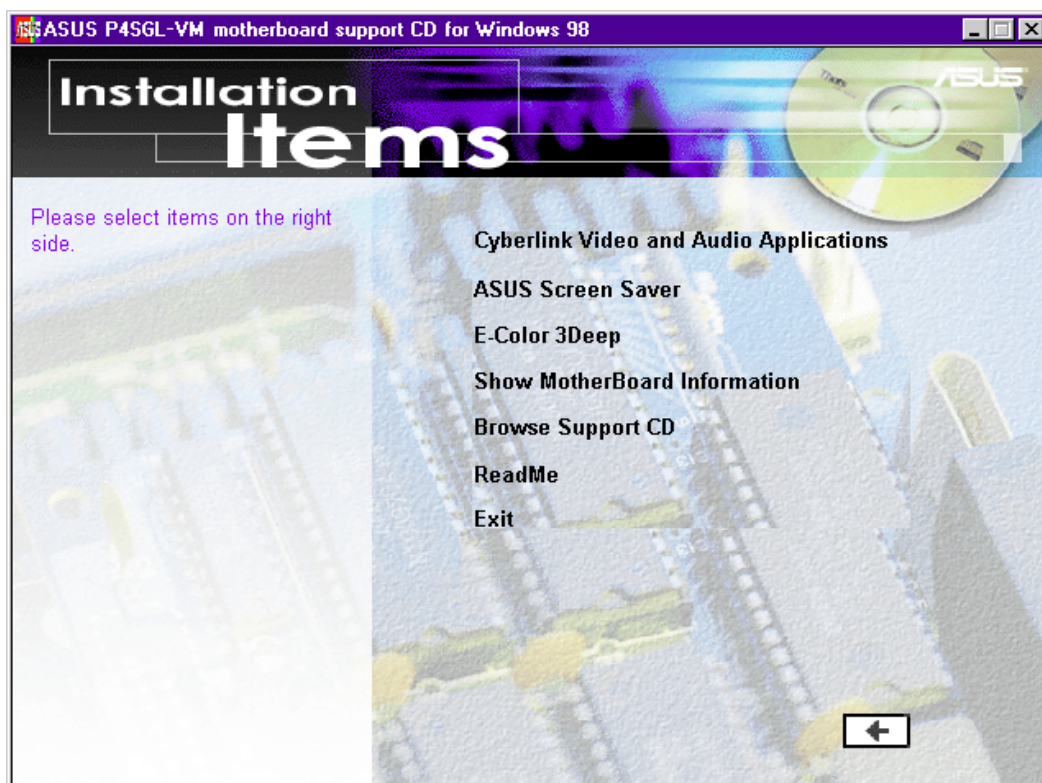 ASUS P4SGL-VM motherboard support CD for Windows 98
ASUS
Installation
Items
Please select items on the right
side.
Cyberlink Video and Audio Applications
ASUS Screen Saver
E-Color 3Deep
Show MotherBoard Information
Browse Support CD
ReadMe
Exit